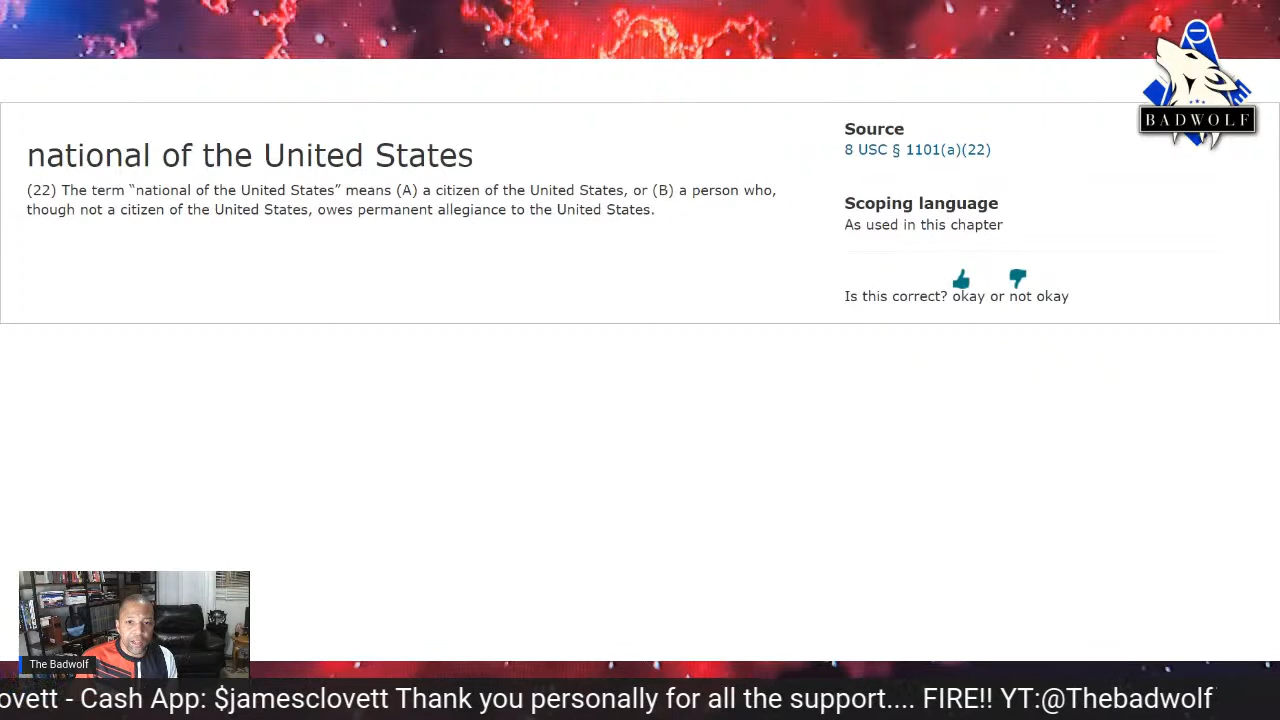 BADWOLF
national of the United States
(22) The term “national of the United States” means (A) a citizen of the United States, or (B) a person who,
though not a citizen of the United States, owes permanent allegiance to the United States.
Source
8 USC § 1101(a)(22)
Scoping language
As used in this chapter
Is this correct? okay or not okay
The Badwolf
ovett - Cash App: $jamesclovett Thank you personally for all the support.... FIRE!! YT:@Thebadwolf